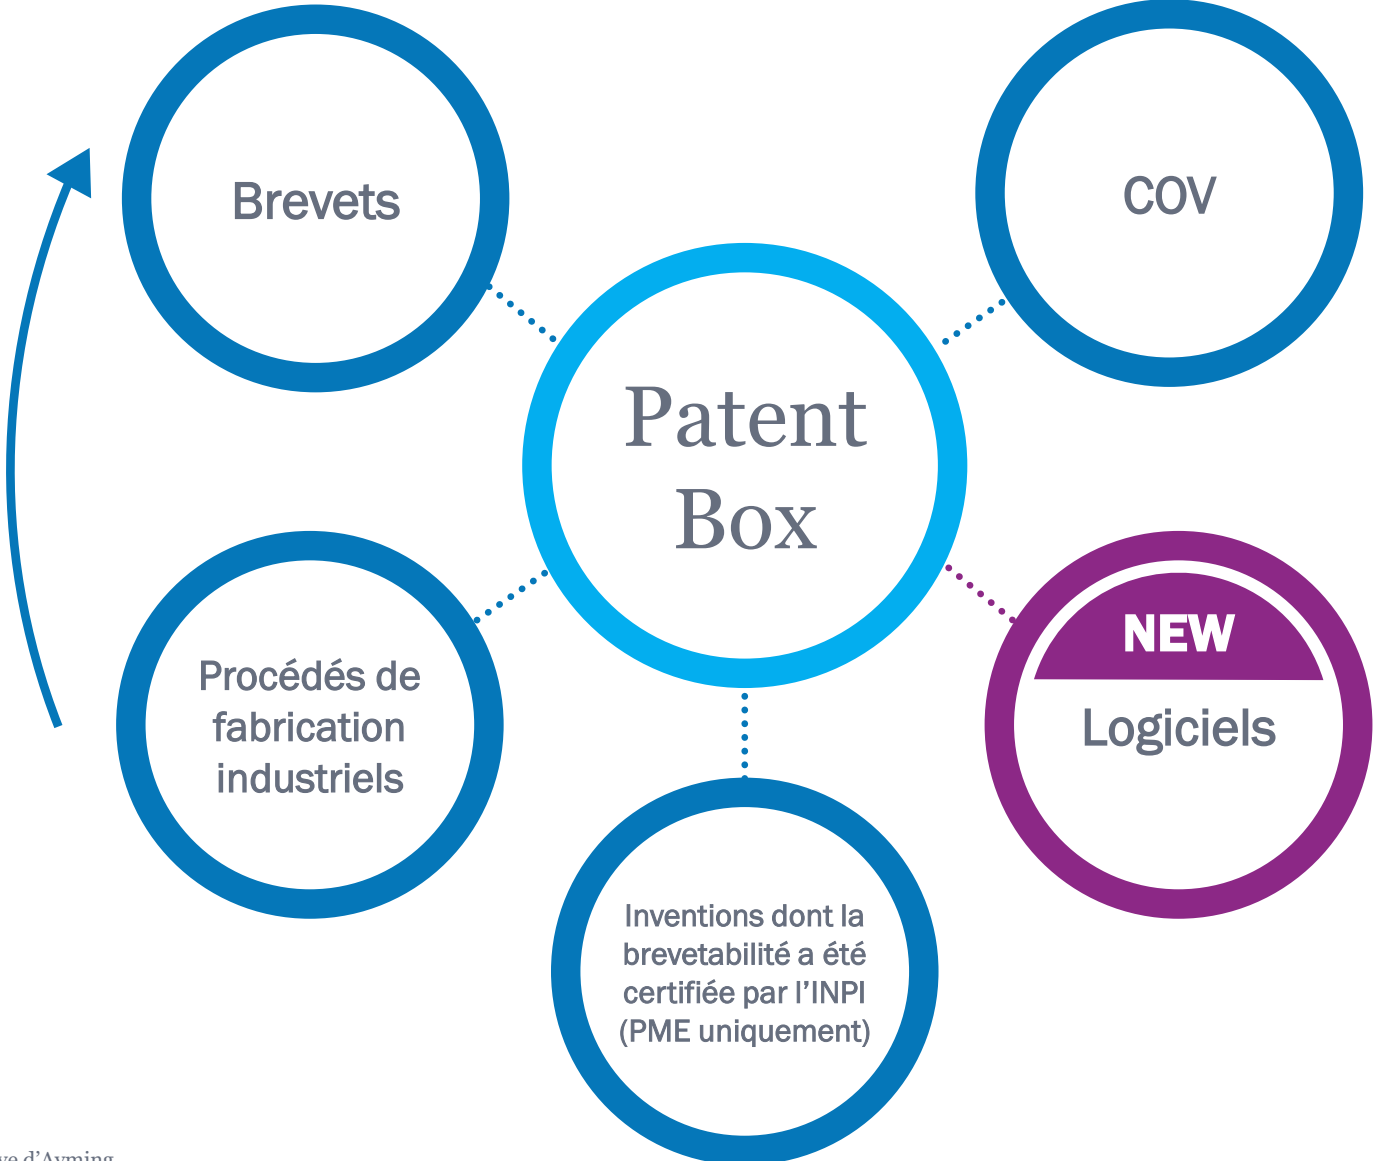 Brevets
COV
Patent
Box
Procédés de
fabrication
industriels
NEW
Logiciels
Inventions dont la
brevetabilité a été
certifiée par l’INPI
(PME uniquement)
d’Ayming